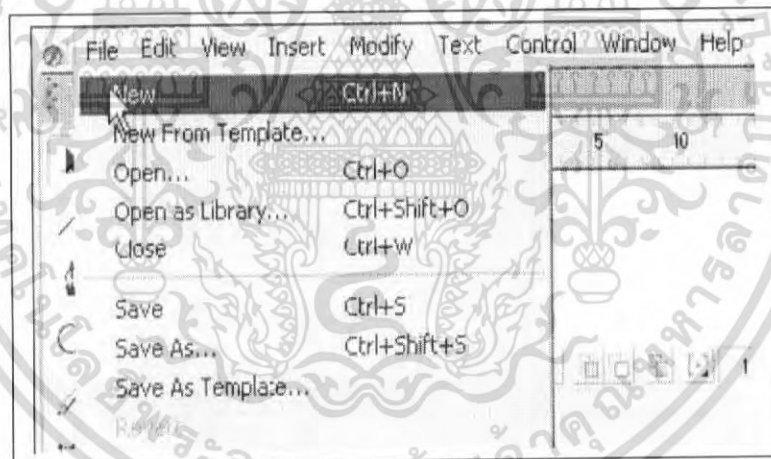 File Edit View Insert Modify Text Control Window Help
New Ctrl+N
New From Template...
5 10
Open... Ctrl+O
Open as Library... Ctrl+Shift+O
Close Ctrl+W
Save Ctrl+S
Save As... Ctrl+Shift+S
1
Save As Template...
Revert